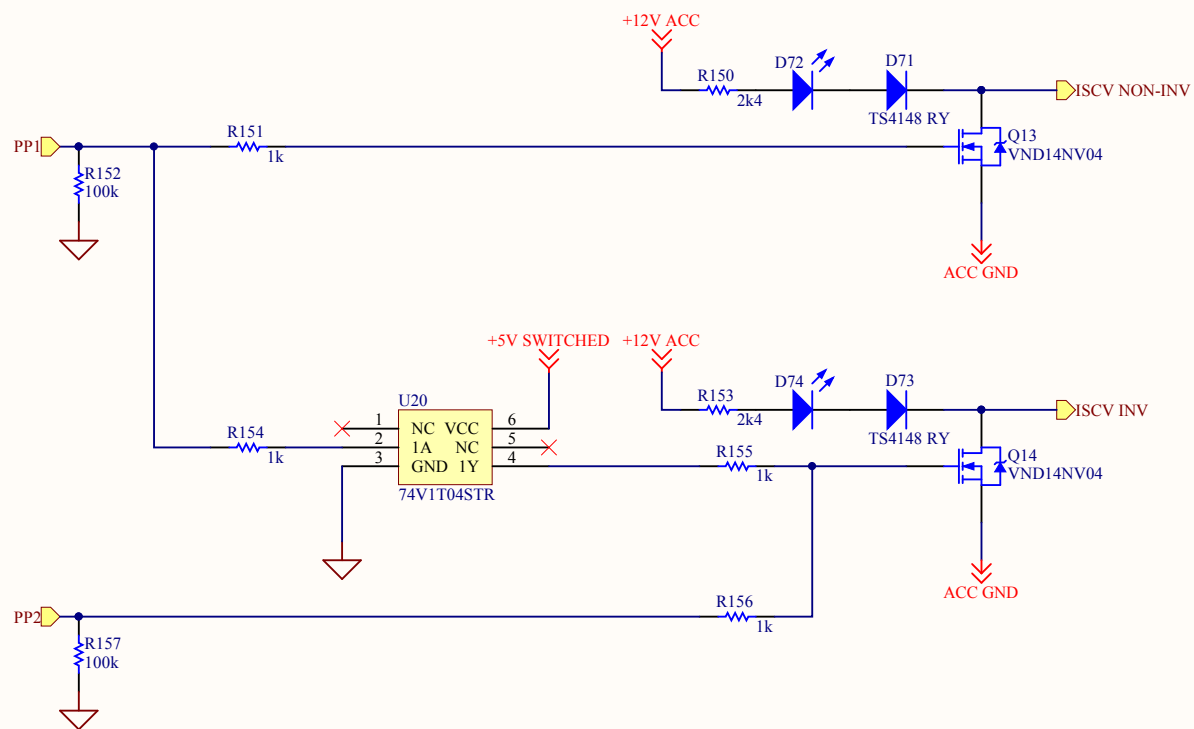 +12V ACC
R150
2k4
D72
D71
TS4148 RY
ISCV NON-INV
PP1
R151
1k
Q13
VND14NV04
R152
100k
ACC GND
+5V SWITCHED
+12V ACC
R153
2k4
D74
D73
TS4148 RY
ISCV INV
U20
1 NC VCC 6
2 1A NC 5
3 GND 1Y 4
74V1T04STR
R154
1k
R155
1k
Q14
VND14NV04
ACC GND
PP2
R156
1k
R157
100k